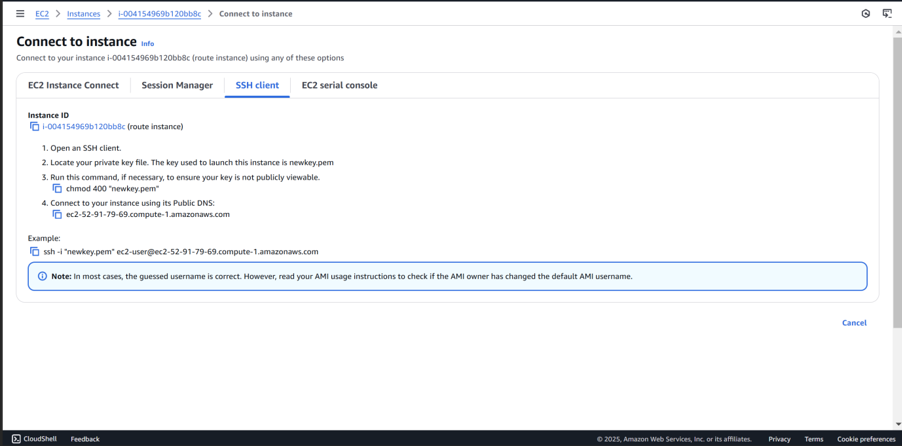 EC2 > Instances > i-004154969b120bb8c > Connect to instance
Connect to instance Info
Connect to your instance i-004154969b120bb8c (route instance) using any of these options
EC2 Instance Connect Session Manager SSH client EC2 serial console
Instance ID
i-004154969b120bb8c (route instance)
1. Open an SSH client.
2. Locate your private key file. The key used to launch this instance is newkey.pem
3. Run this command, if necessary, to ensure your key is not publicly viewable.
chmod 400 "newkey.pem"
4. Connect to your instance using its Public DNS:
ec2-52-91-79-69.compute-1.amazonaws.com
Example:
ssh -i "newkey.pem" ec2-user@ec2-52-91-79-69.compute-1.amazonaws.com
Note: In most cases, the guessed username is correct. However, read your AMI usage instructions to check if the AMI owner has changed the default AMI username.
Cancel
CloudShell Feedback © 2025, Amazon Web Services, Inc. or its affiliates. Privacy Terms Cookie preferences